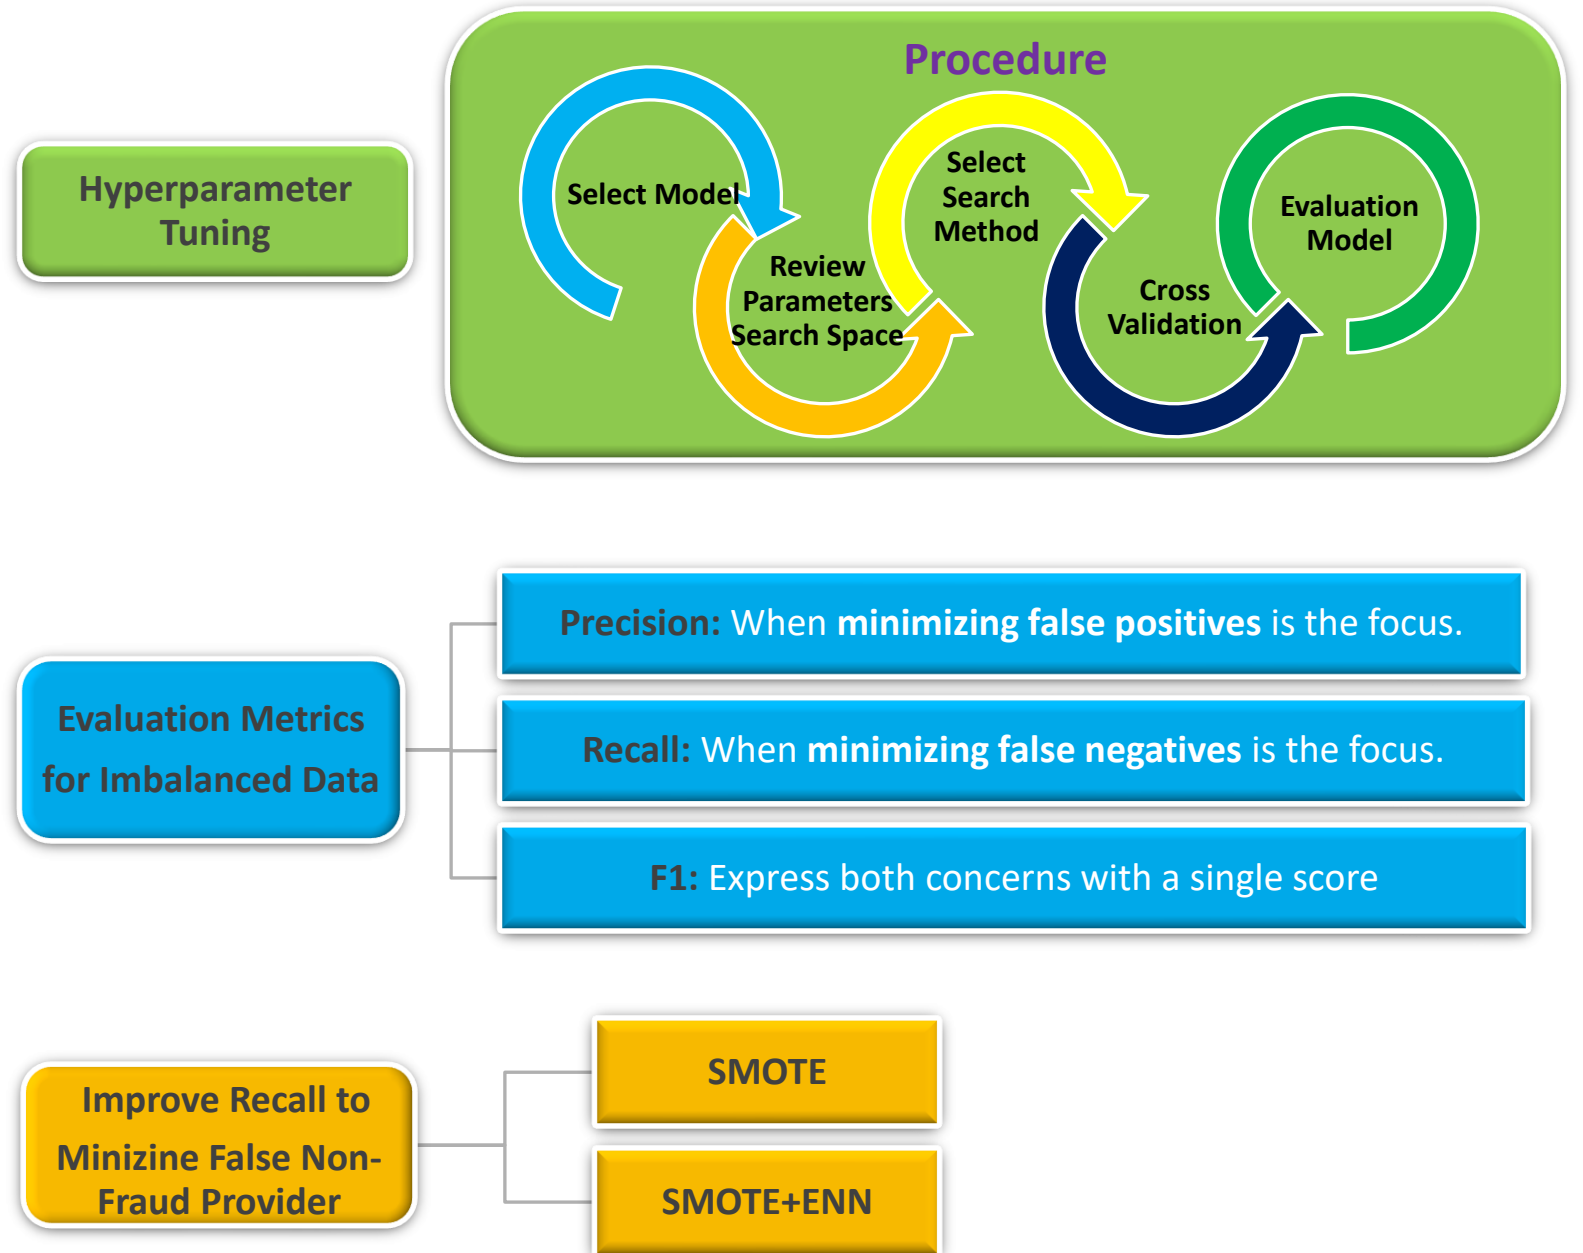 Procedure
Hyperparameter
Tuning
Select Model
Review
Parameters
Search Space
Select
Search
Method
Cross
Validation
Evaluation
Model
Evaluation Metrics
for Imbalanced Data
Precision: When minimizing false positives is the focus.
Recall: When minimizing false negatives is the focus.
F1: Express both concerns with a single score
Improve Recall to
Minizine False Non-
Fraud Provider
SMOTE
SMOTE+ENN